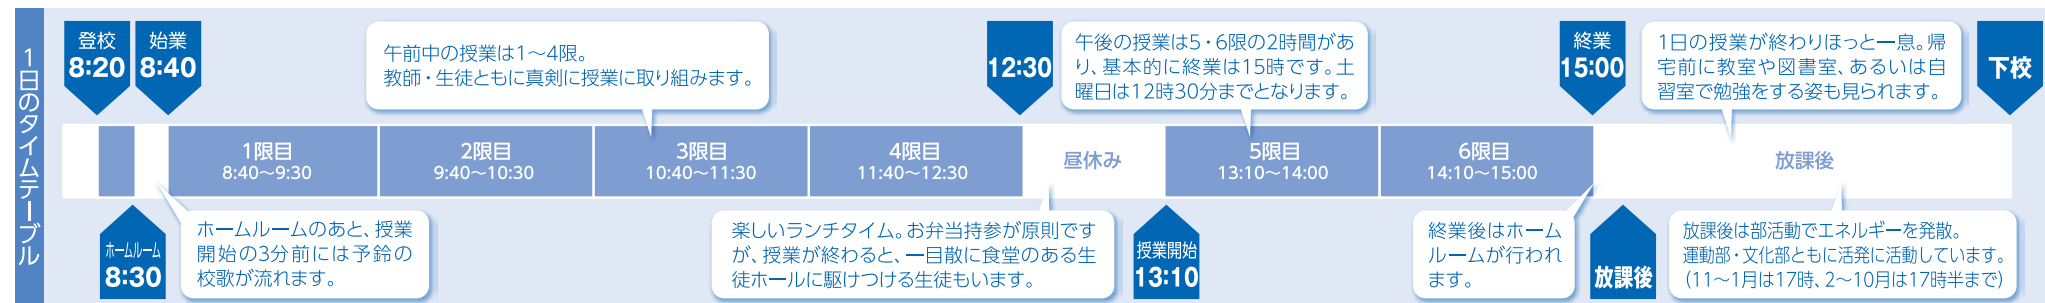 1日のタイムテーブル
登校
8:20
始業
8:40
午前中の授業は1～4限。
教師・生徒ともに真剣に授業に取り組みます。
12:30
午後の授業は5・6限の2時間があ
り、基本的に終業は15時です。土
曜日は12時30分までとなります。
終業
15:00
1日の授業が終わりほっと一息。帰
宅前に教室や図書室、あるいは自
習室で勉強をする姿も見られます。
下校
1限目
8:40～9:30
2限目
9:40～10:30
3限目
10:40～11:30
4限目
11:40～12:30
昼休み
5限目
13:10～14:00
6限目
14:10～15:00
放課後
ホームルーム
8:30
ホームルームのあと、授業
開始の3分前には予鈴の
校歌が流れます。
楽しいランチタイム。お弁当持参が原則です
が、授業が終わると、一目散に食堂のある生
徒ホールに駆けつける生徒もいます。
授業開始
13:10
終業後はホーム
ルームが行われ
ます。
放課後
放課後は部活動でエネルギーを発散。
運動部・文化部ともに活発に活動しています。
(11～1月は17時、2～10月は17時半まで)